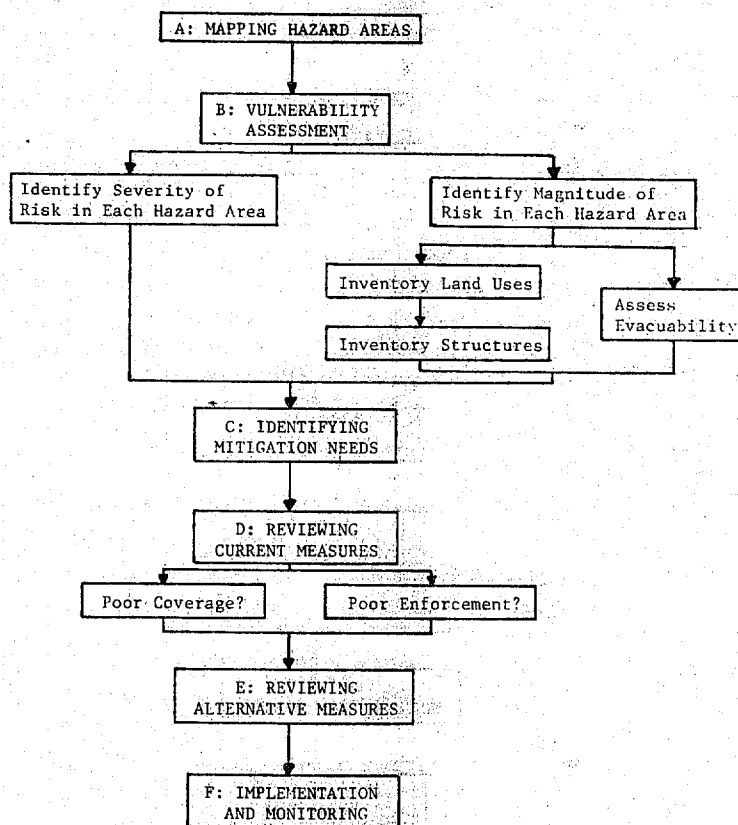 A: MAPPING HAZARD AREAS
B: VULNERABILITY
ASSESSMENT
Identify Severity of
Risk in Each Hazard Area
Identify Magnitude of
Risk in Each Hazard Area
Inventory Land Uses
Assess
Evacuability
Inventory Structures
C: IDENTIFYING
MITIGATION NEEDS
D: REVIEWING
CURRENT MEASURES
Poor Coverage?
Poor Enforcement?
E: REVIEWING
ALTERNATIVE MEASURES
F: IMPLEMENTATION
AND MONITORING